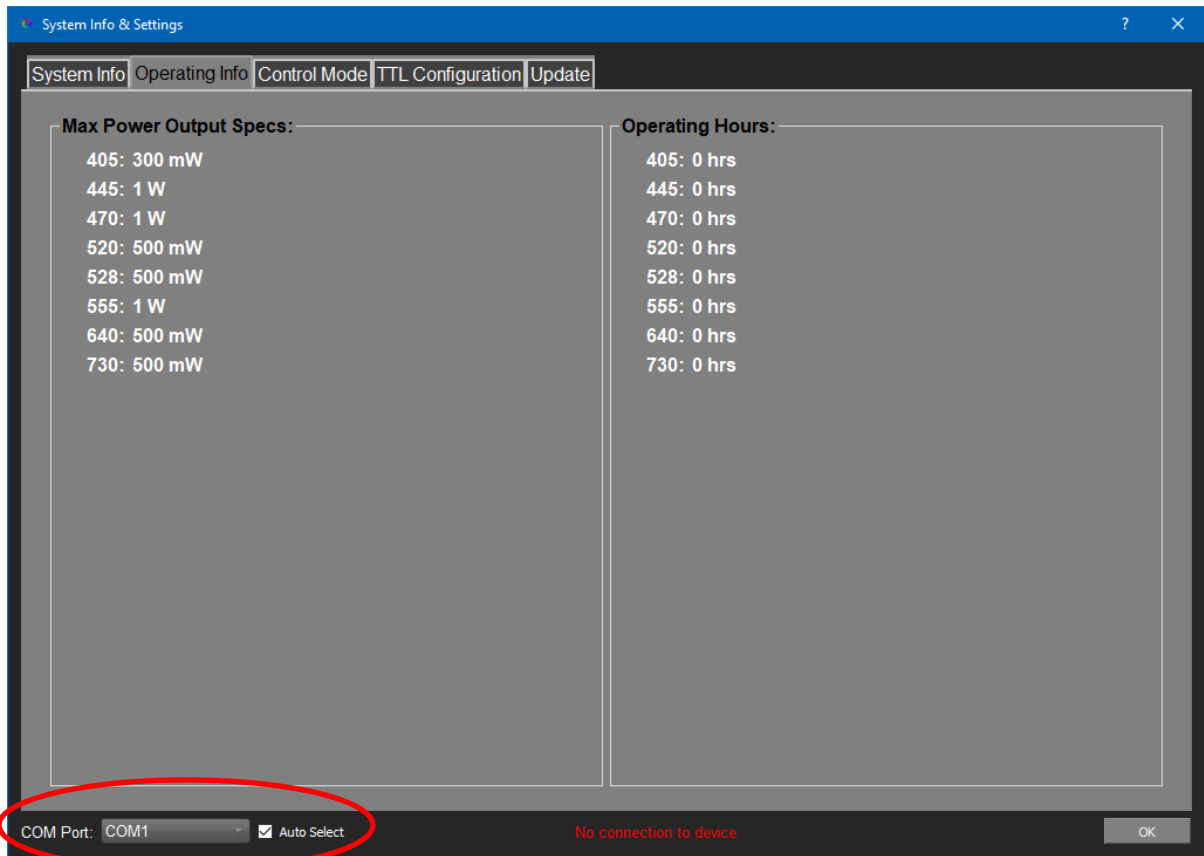 System Info & Settings ?
System Info Operating Info Control Mode TTL Configuration Update
Max Power Output Specs:
405: 300 mW
445: 1 W
470: 1 W
520: 500 mW
528: 500 mW
555: 1 W
640: 500 mW
730: 500 mW
Operating Hours:
405: 0 hrs
445: 0 hrs
470: 0 hrs
520: 0 hrs
528: 0 hrs
555: 0 hrs
640: 0 hrs
730: 0 hrs
COM Port: COM1 Auto Select No connection to device OK